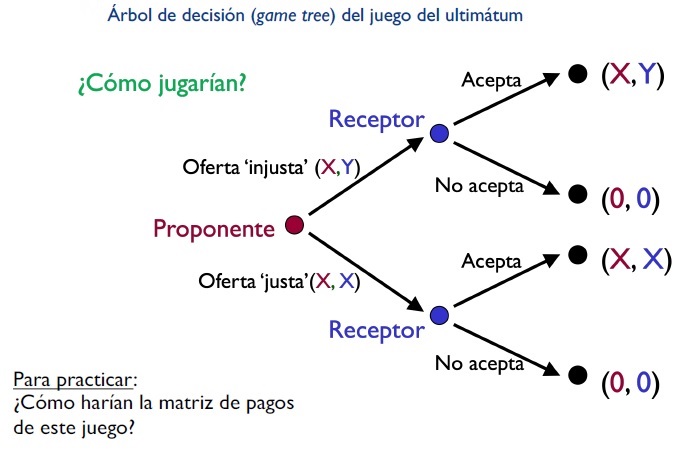 Árbol de decisión (game tree) del juego del ultimátum
¿Cómo jugarían?
Acepta
(X,Y)
Receptor
Oferta ‘injusta’ (X,Y)
No acepta
(0, 0)
Proponente
Acepta
(X, X)
Oferta ‘justa’(X, X)
Receptor
No acepta
(0, 0)
Para practicar:
¿Cómo harían la matriz de pagos
de este juego?